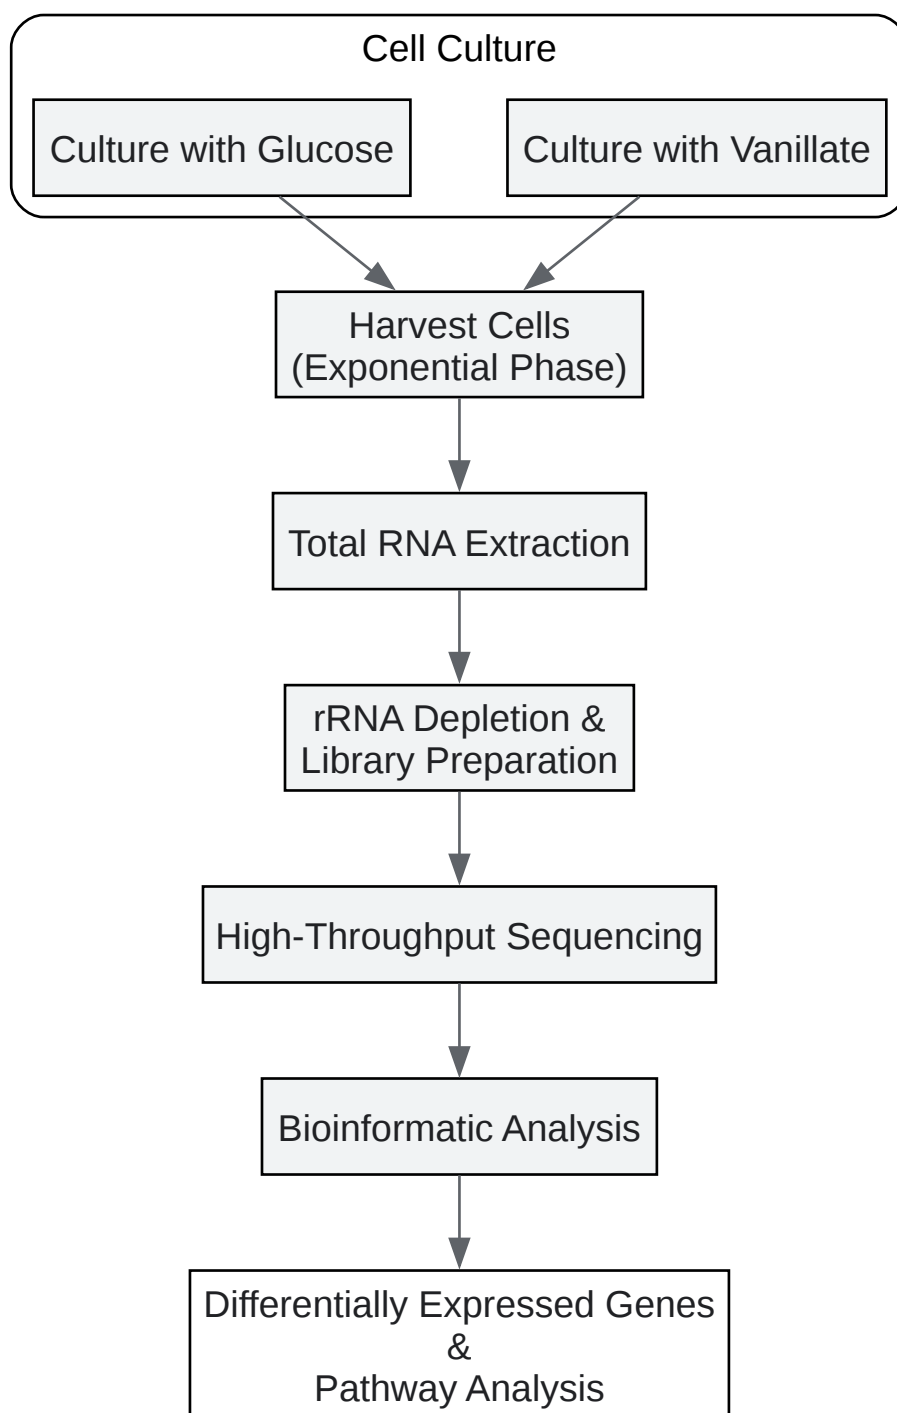 Cell Culture
Culture with Glucose
Culture with Vanillate
Harvest Cells
(Exponential Phase)
Total RNA Extraction
rRNA Depletion &
Library Preparation
High-Throughput Sequencing
Bioinformatic Analysis
Differentially Expressed Genes
&
Pathway Analysis